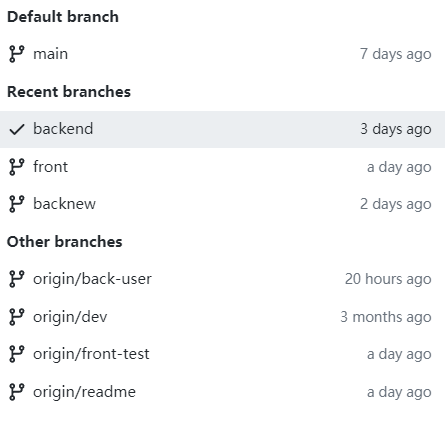 Default branch
main 7 days ago
Recent branches
backend 3 days ago
front a day ago
backnew 2 days ago
Other branches
origin/back-user 20 hours ago
origin/dev 3 months ago
origin/front-test a day ago
origin/readme a day ago